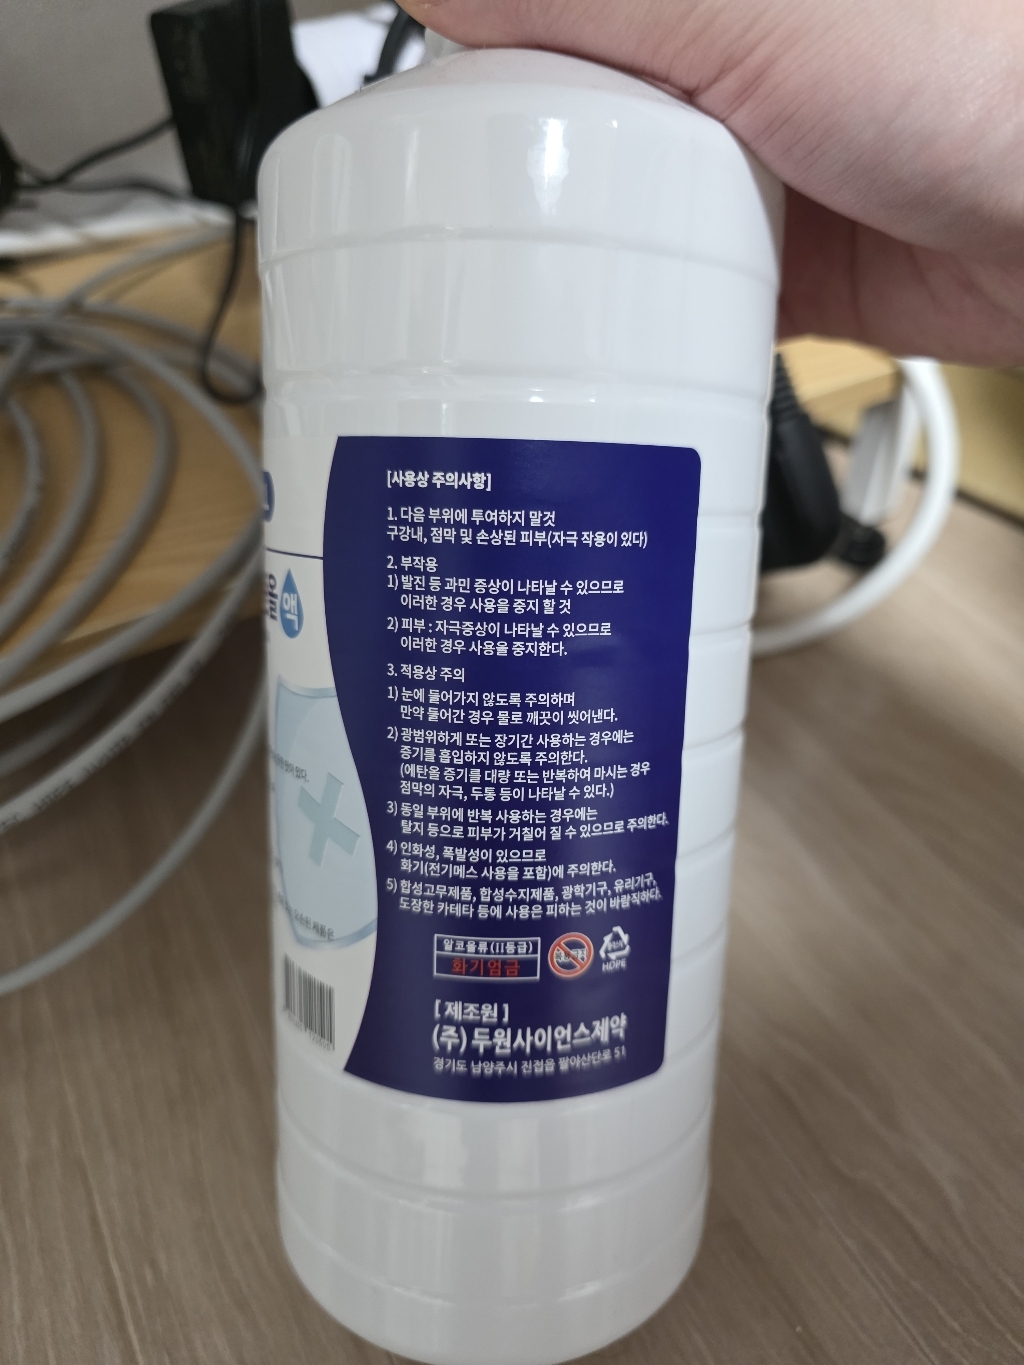 [사용상 주의사항]
1. 다음 부위에 투여하지 말것
구강내, 점막 및 손상된 피부(자극 작용이 있다)
2. 부작용
1) 발진 등 과민 증상이 나타날 수 있으므로
이러한 경우 사용을 중지 할 것
2) 피부 : 자극증상이 나타날 수 있으므로
이러한 경우 사용을 중지한다.
3. 적용상 주의
1) 눈에 들어가지 않도록 주의하며
만약 들어간 경우 물로 깨끗이 씻어낸다.
2) 광범위하게 또는 장기간 사용하는 경우에는
증기를 흡입하지 않도록 주의한다.
(에탄올 증기를 대량 또는 반복하여 마시는 경우
점막의 자극, 두통 등이 나타날 수 있다.)
3) 동일 부위에 반복 사용하는 경우에는
탈지 등으로 피부가 거칠어 질 수 있으므로 주의한다.
4) 인화성, 폭발성이 있으므로
화기(전기메스 사용을 포함)에 주의한다.
5) 합성고무제품, 합성수지제품, 광학기구, 유리기구,
도장한 카테타 등에 사용은 피하는 것이 바람직하다.
알코올류(II등급)
화기엄금
HDPE
[ 제조원 ]
(주) 두원사이언스제약
경기도 남양주시 진접읍 팔야산단로 51
올 액
제품은